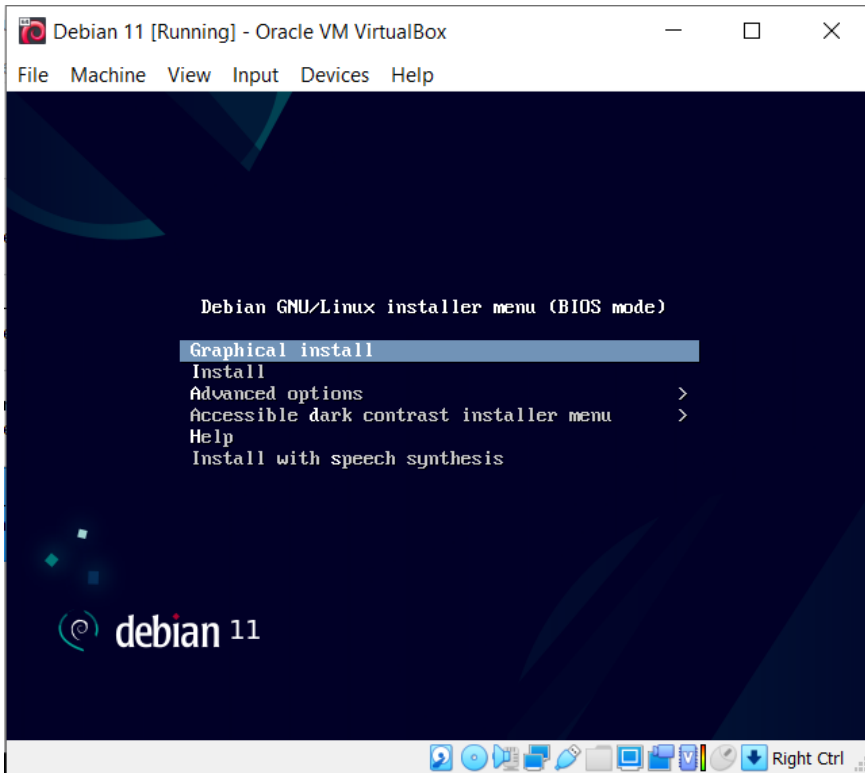 Debian 11 [Running] - Oracle VM VirtualBox
File Machine View Input Devices Help
Debian GNU/Linux installer menu (BIOS mode)
Graphical install
Install
Advanced options >
Accessible dark contrast installer menu >
Help
Install with speech synthesis
debian 11
Right Ctrl